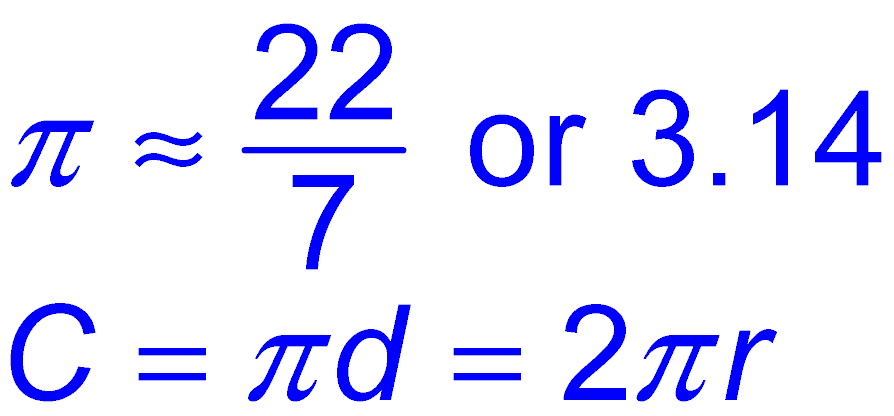 π ≈ 22/7 or 3.14
C = πd = 2πr